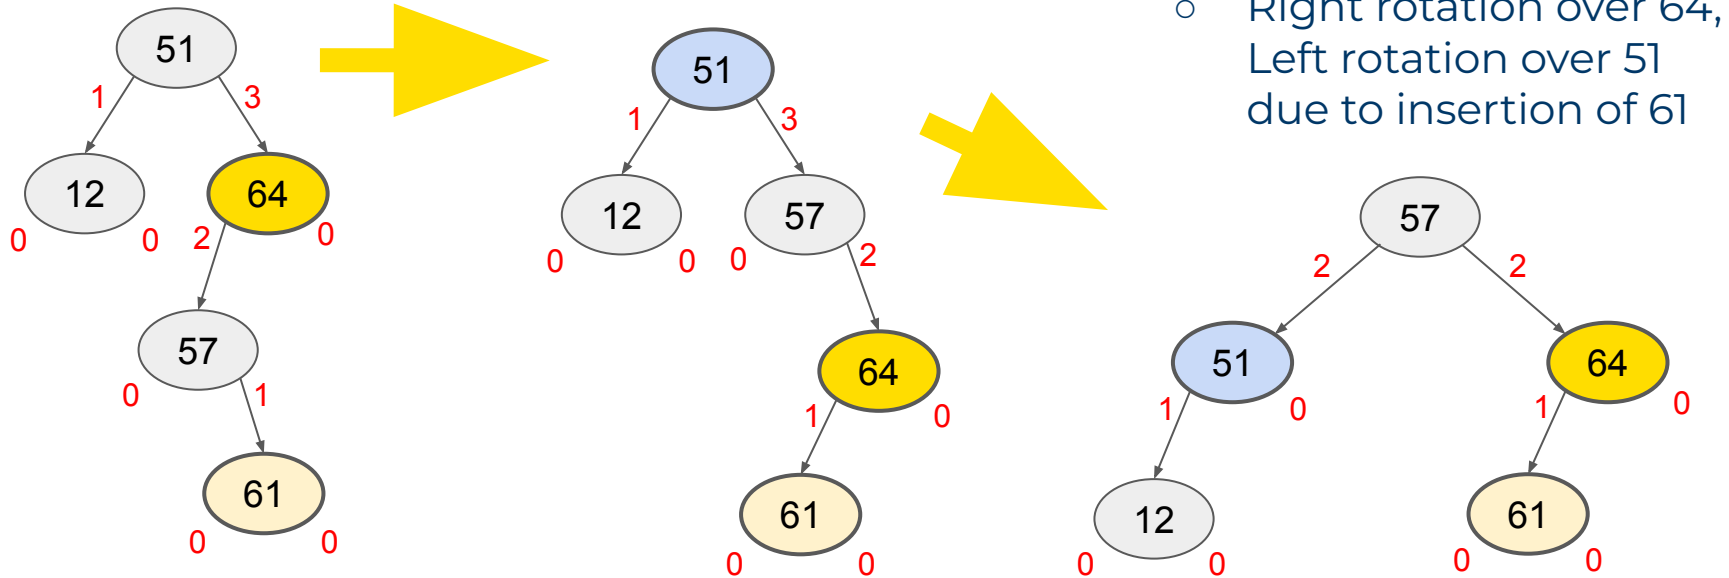 ○ Right rotation over 64,
Left rotation over 51
due to insertion of 61
51
1 3
12 64
0 0 2 0
57
0 1
61
0 0
51
1 3
12 57
0 0 0 2
64
1 0
61
0 0
57
2 2
51 64
1 0 1 0
12 61
0 0 0 0